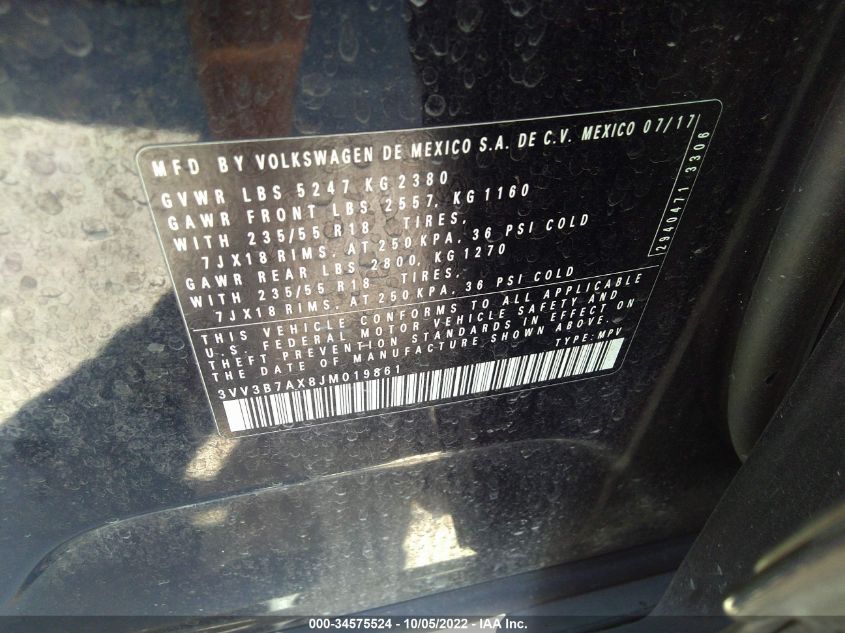 MFD BY VOLKSWAGEN DE MEXICO S.A. DE C.V. MEXICO 07/17
GVWR LBS 5247 KG 2380
GAWR FRONT LBS 2557, KG 1160
WITH 235/55 R18 TIRES,
7JX18 RIMS, AT 250 KPA, 36 PSI COLD
GAWR REAR LBS 2800, KG 1270
WITH 235/55 R18 TIRES,
7JX18 RIMS, AT 250 KPA, 36 PSI COLD
THIS VEHICLE CONFORMS TO ALL APPLICABLE
U.S. FEDERAL MOTOR VEHICLE SAFETY AND
THEFT PREVENTION STANDARDS IN EFFECT ON
THE DATE OF MANUFACTURE SHOWN ABOVE.
3VV3B7AX8JM019861
TYPE: MPV
2940471 3306
000-34575524 - 10/05/2022 - IAA Inc.